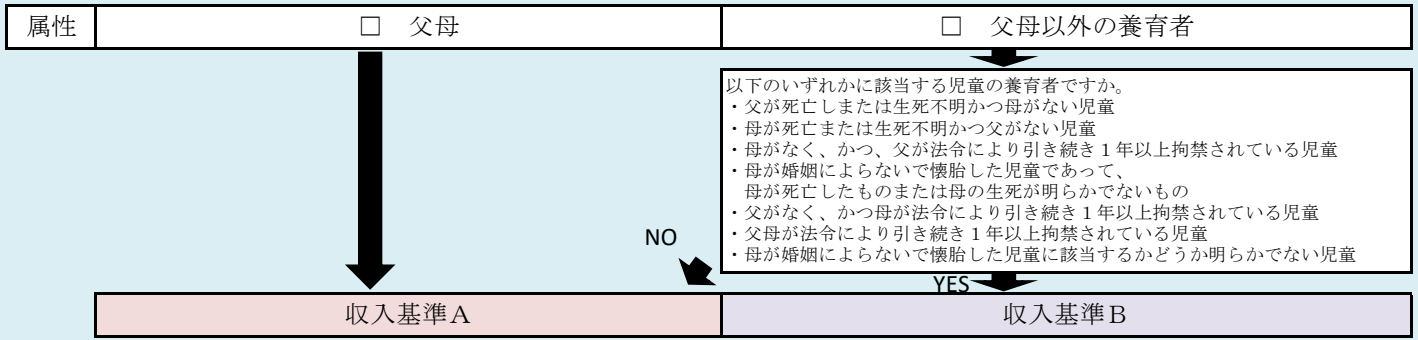 属性
□ 父母
□ 父母以外の養育者
以下のいずれかに該当する児童の養育者ですか。
・父が死亡しまたは生死不明かつ母がない児童
・母が死亡または生死不明かつ父がない児童
・母がなく、かつ、父が法令により引き続き１年以上拘禁されている児童
・母が婚姻によらないで懐胎した児童であって、
母が死亡したものまたは母の生死が明らかでないもの
・父がなく、かつ母が法令により引き続き１年以上拘禁されている児童
・父母が法令により引き続き１年以上拘禁されている児童
・母が婚姻によらないで懐胎した児童に該当するかどうか明らかでない児童
NO
YES
収入基準Ａ
収入基準Ｂ